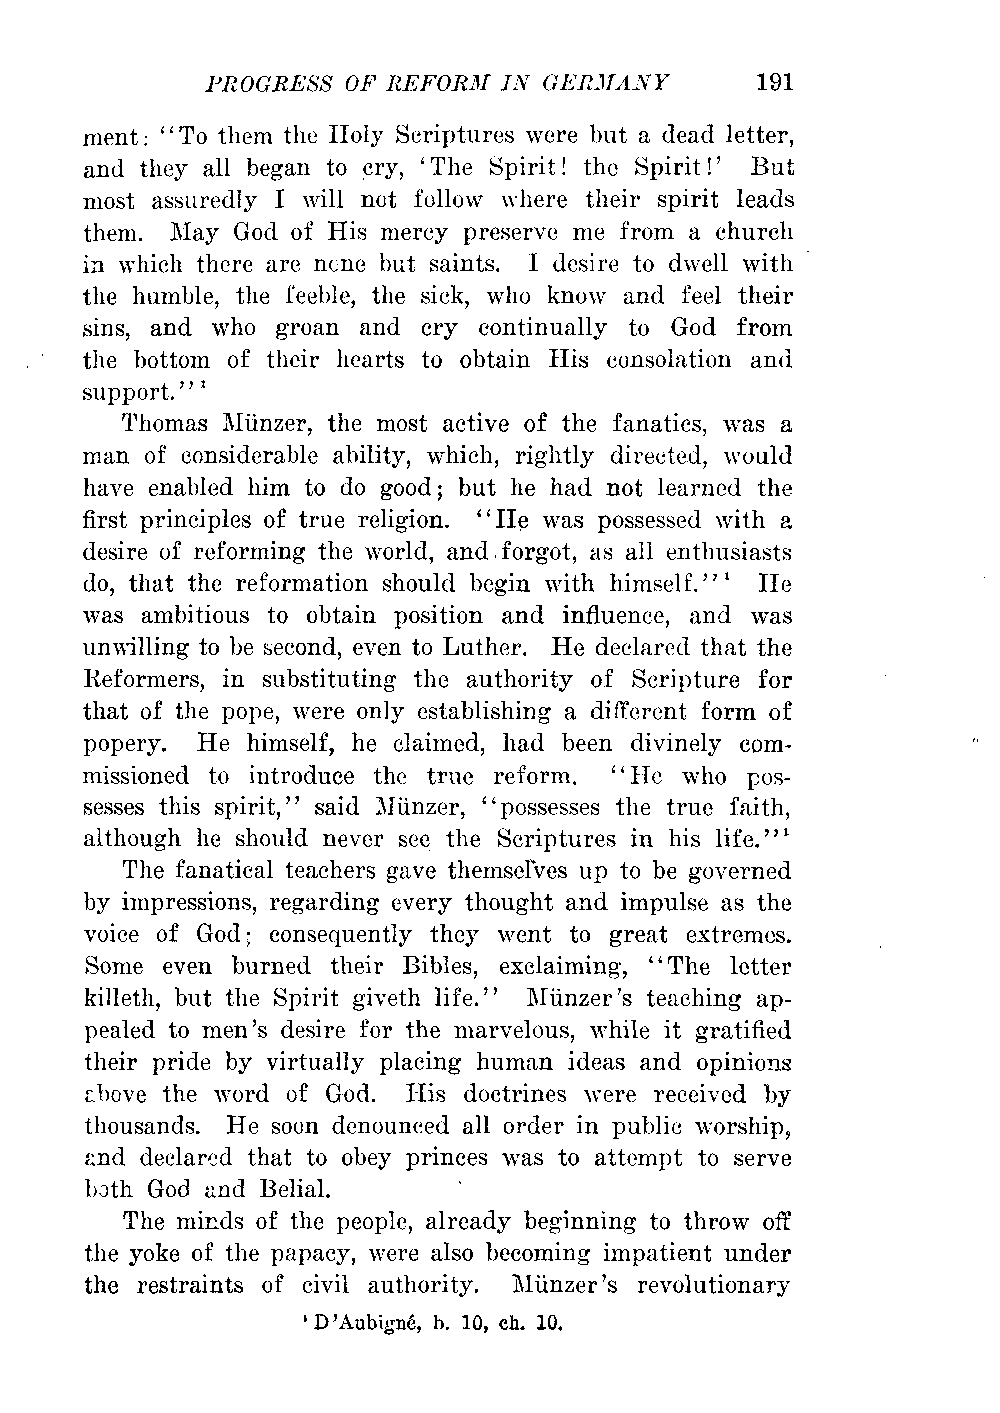 PROGRESS OF REFORM IN GERMANY 191
ment: "To them the Holy Scriptures were but a dead letter,
and they all began to cry, 'The Spirit! the Spirit!' But
most assuredly I will not follow where their spirit leads
them. May God of His mercy preserve me from a church
in which there are none but saints. I desire to dwell with
the humble, the feeble, the sick, who know and feel their
sins, and who groan and cry continually to God from
the bottom of their hearts to obtain His consolation and
support."¹
Thomas Münzer, the most active of the fanatics, was a
man of considerable ability, which, rightly directed, would
have enabled him to do good; but he had not learned the
first principles of true religion. "He was possessed with a
desire of reforming the world, and forgot, as all enthusiasts
do, that the reformation should begin with himself."¹ He
was ambitious to obtain position and influence, and was
unwilling to be second, even to Luther. He declared that the
Reformers, in substituting the authority of Scripture for
that of the pope, were only establishing a different form of
popery. He himself, he claimed, had been divinely com-
missioned to introduce the true reform. "He who pos-
sesses this spirit," said Münzer, "possesses the true faith,
although he should never see the Scriptures in his life."¹
The fanatical teachers gave themselves up to be governed
by impressions, regarding every thought and impulse as the
voice of God; consequently they went to great extremes.
Some even burned their Bibles, exclaiming, "The letter
killeth, but the Spirit giveth life." Münzer's teaching ap-
pealed to men's desire for the marvelous, while it gratified
their pride by virtually placing human ideas and opinions
above the word of God. His doctrines were received by
thousands. He soon denounced all order in public worship,
and declared that to obey princes was to attempt to serve
both God and Belial.
The minds of the people, already beginning to throw off
the yoke of the papacy, were also becoming impatient under
the restraints of civil authority. Münzer's revolutionary
¹ D'Aubigné, b. 10, ch. 10.